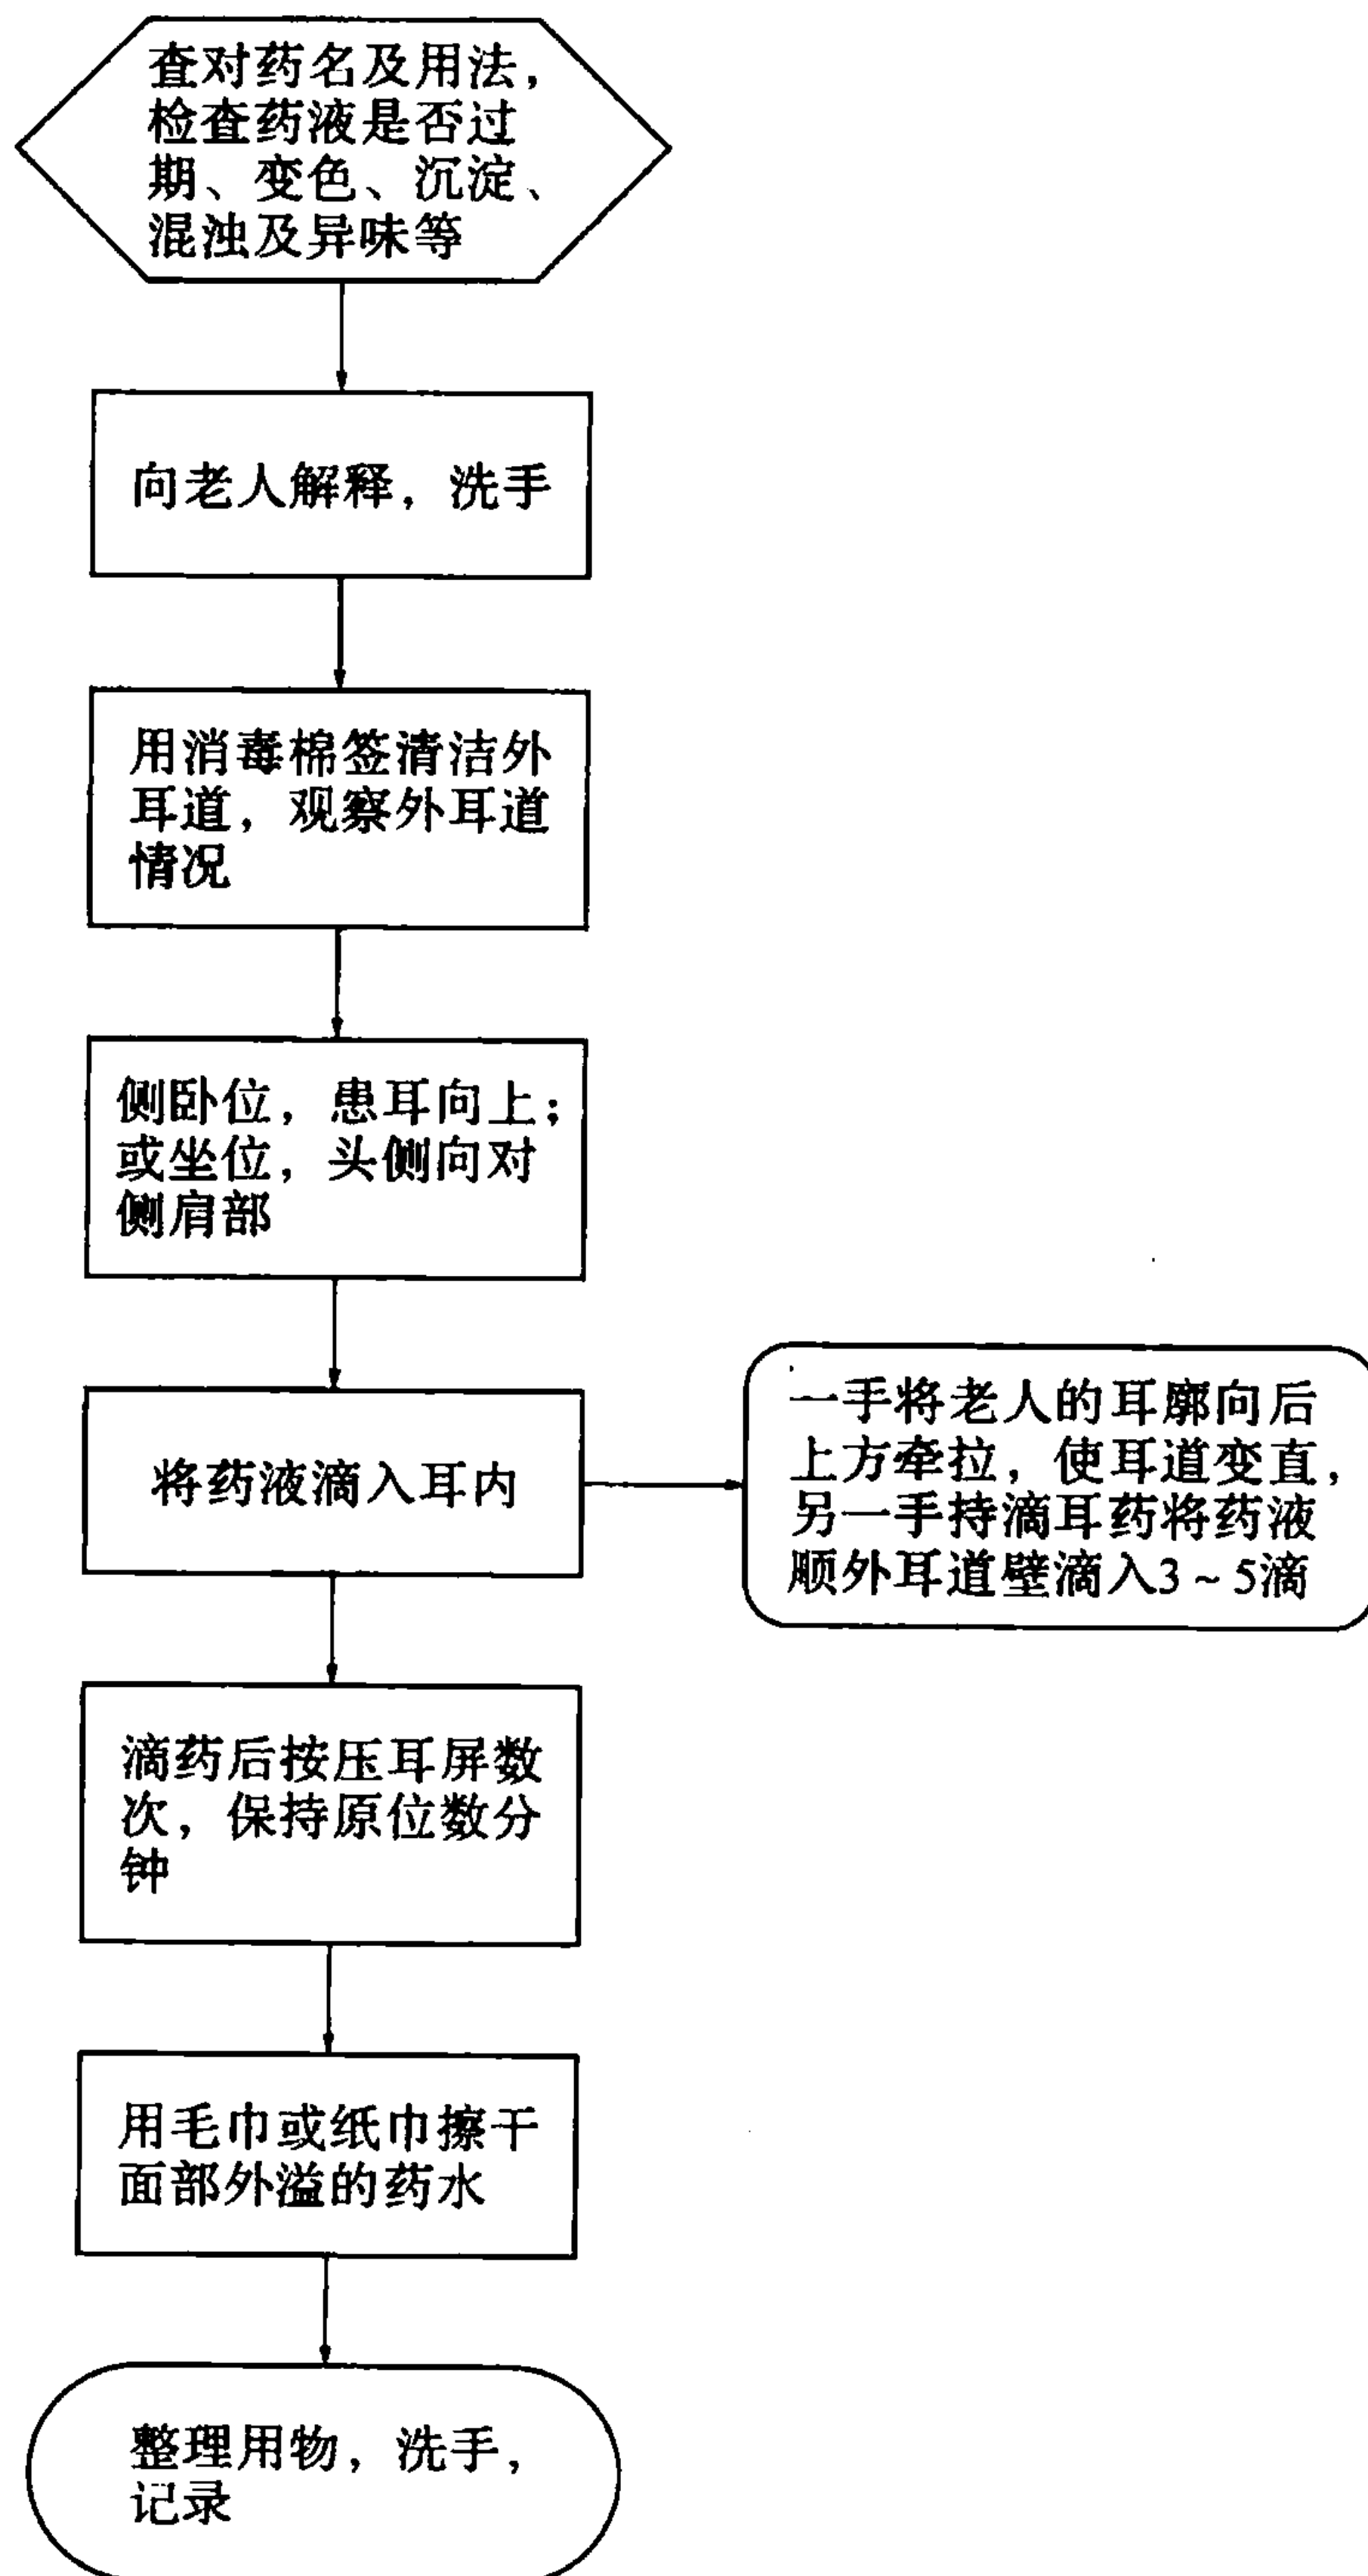 查对药名及用法，
检查药液是否过
期、变色、沉淀、
混浊及异味等
向老人解释，洗手
用消毒棉签清洁外
耳道，观察外耳道
情况
侧卧位，患耳向上；
或坐位，头侧向对
侧肩部
将药液滴入耳内
一手将老人的耳廓向后
上方牵拉，使耳道变直，
另一手持滴耳药将药液
顺外耳道壁滴入3~5滴
滴药后按压耳屏数
次，保持原位数分
钟
用毛巾或纸巾擦干
面部外溢的药水
整理用物，洗手，
记录